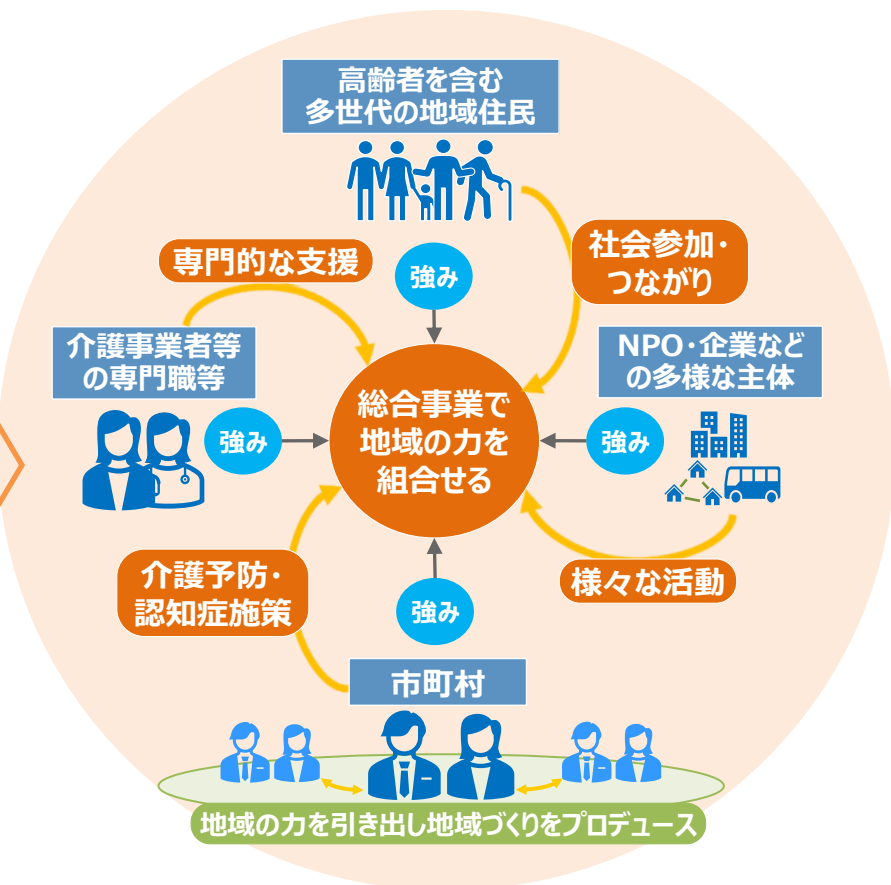 高齢者を含む
多世代の地域住民
専門的な支援
強み
社会参加・
つながり
介護事業者等
の専門職等
NPO・企業など
の多様な主体
強み
総合事業で
地域の力を
組合せる
強み
介護予防・
認知症施策
強み
様々な活動
市町村
地域の力を引き出し地域づくりをプロデュース